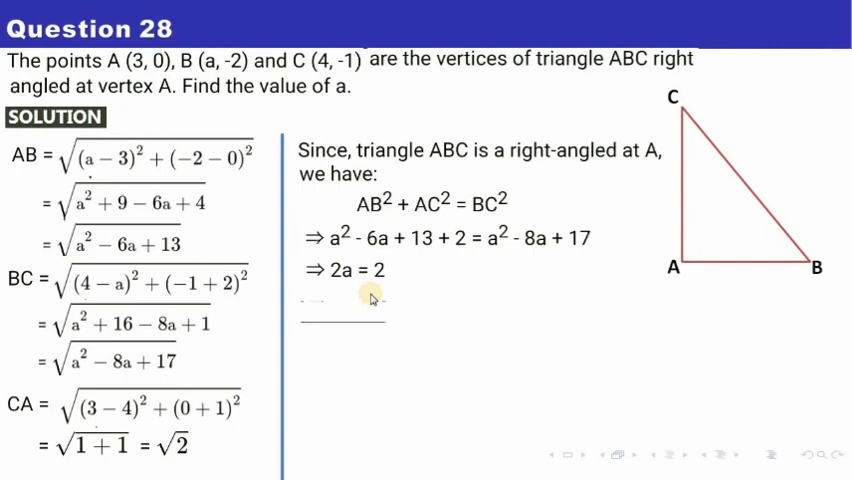 Question 28
The points A (3, 0), B (a, -2) and C (4, -1) are the vertices of triangle ABC right
angled at vertex A. Find the value of a.
SOLUTION
AB = √((a − 3)² + (−2 − 0)²)
= √(a² + 9 − 6a + 4)
= √(a² − 6a + 13)
BC = √((4 − a)² + (−1 + 2)²)
= √(a² + 16 − 8a + 1)
= √(a² − 8a + 17)
CA = √((3 − 4)² + (0 + 1)²)
= √(1 + 1) = √2
Since, triangle ABC is a right-angled at A,
we have:
AB² + AC² = BC²
⇒ a² - 6a + 13 + 2 = a² - 8a + 17
⇒ 2a = 2
C
A
B